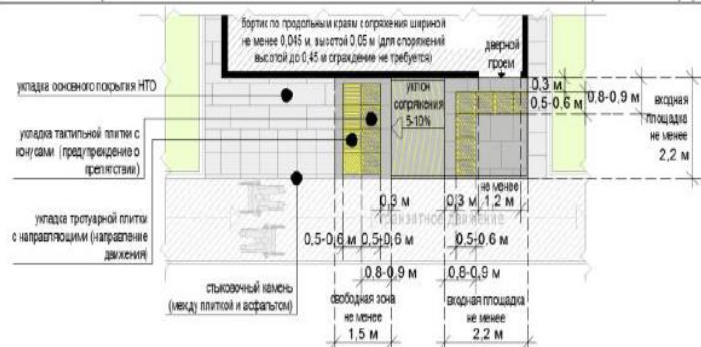 бортик по продольным краям сопряжения шириной
не менее 0,045 м, высотой 0.05 м (для сопряжений
высотой до 0,45 м ограждение не требуется)
дверной
проем
укладка основного покрытия НТО
уклон
сопряжения
5-10%
0.3 м
0.5-0,6 м
0,8-0,9 м
входная
площадка
не менее
2,2 м
укладка тактильной плитки с
конусами (предупреждение о
препятствии)
укладка тротуарной плитки
с направляющими (направление
движения)
не менее
0,3 м
0.3 м
1,2 м
транзитное движение
0.5-0,6 м
0,5-0,6 м
0,5-0,6 м
0.8-0,9 м
0.8-0,9 м
стыковочный камень
(между плиткой и асфальтом)
свободная зона
не менее
1,5 м
входная площадка
не менее
2,2 м